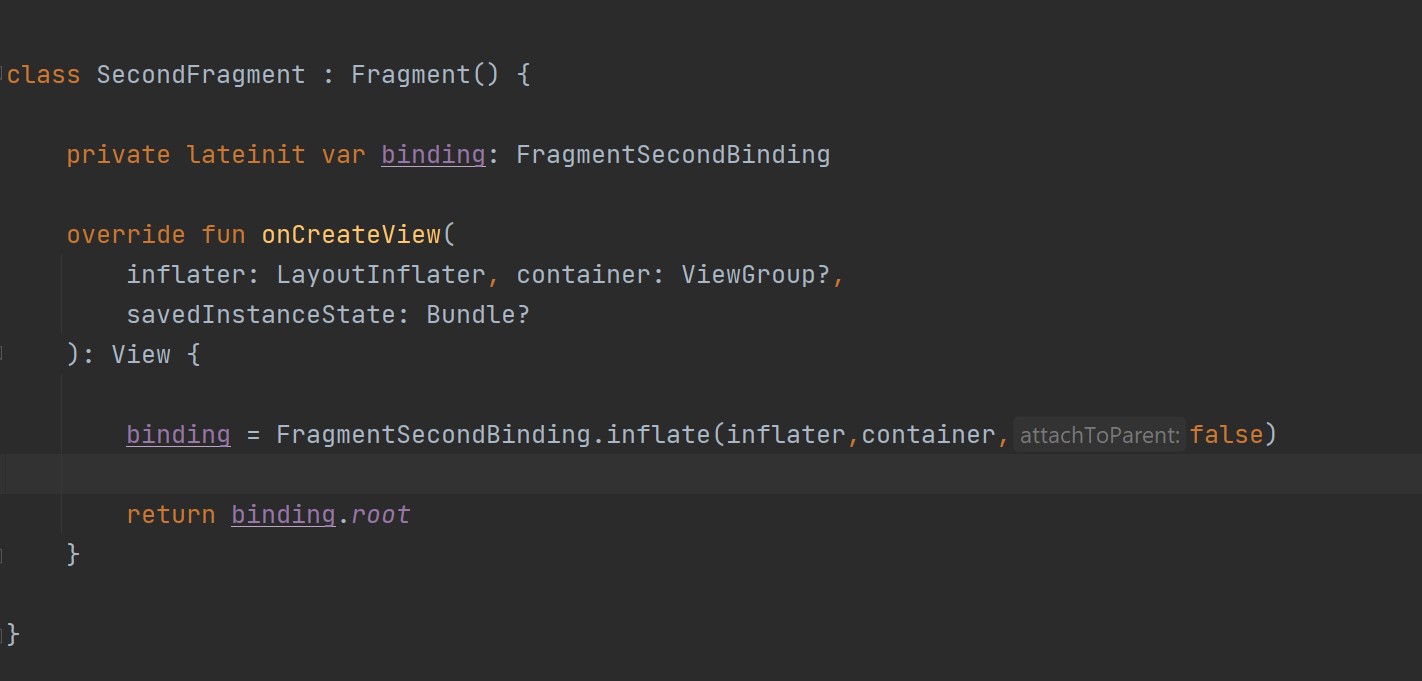 class SecondFragment : Fragment() {
private lateinit var binding: FragmentSecondBinding
override fun onCreateView(
inflater: LayoutInflater, container: ViewGroup?,
savedInstanceState: Bundle?
): View {
binding = FragmentSecondBinding.inflate(inflater,container, attachToParent: false)
return binding.root
}
}